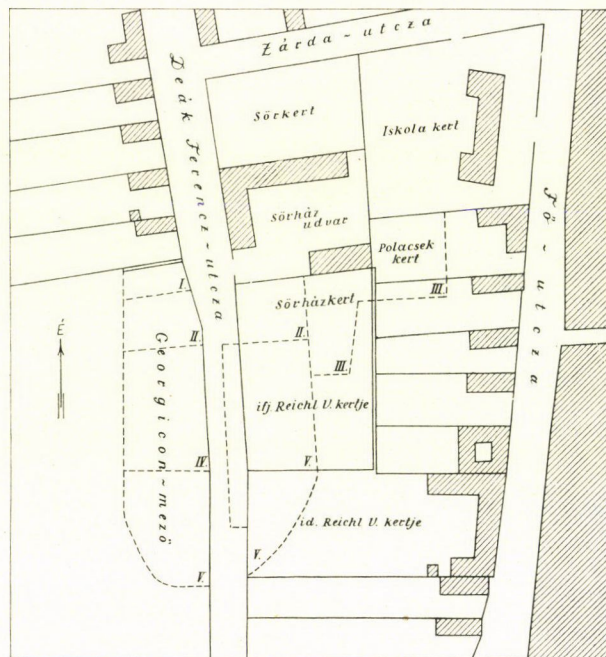 Zárda-utcza
Deák Ferencz-utcza
Sörkert
Iskola kert
Fő-utcza
Sörház
udvar
Polacsek
kert
I.
III.
Sörházkert
É
II.
II.
III.
Georgicon-mező
ifj. Reichl V. kertje
IV.
V.
id. Reichl V. kertje
V.
V.